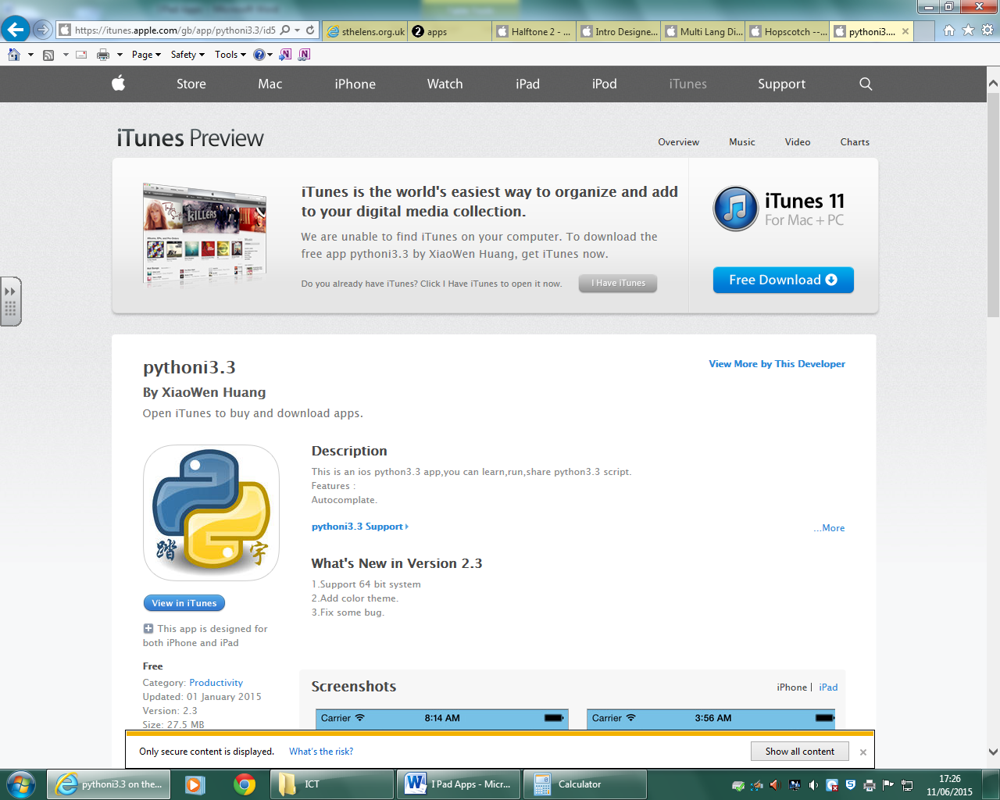 https://itunes.apple.com/gb/app/pythoni3.3/id5
sthelens.org.uk
apps
Halftone 2 - ...
Intro Designe...
Multi Lang Di...
Hopscotch --...
pythoni3....
Page
Safety
Tools
Store
Mac
iPhone
Watch
iPad
iPod
iTunes
Support
iTunes Preview
Overview
Music
Video
Charts
iTunes is the world's easiest way to organize and add
to your digital media collection.
We are unable to find iTunes on your computer. To download the
free app pythoni3.3 by XiaoWen Huang, get iTunes now.
Do you already have iTunes? Click I Have iTunes to open it now.
I Have iTunes
iTunes 11
For Mac + PC
Free Download
KILLERS
pythoni3.3
View More by This Developer
By XiaoWen Huang
Open iTunes to buy and download apps.
踏 宇
View in iTunes
This app is designed for
both iPhone and iPad
Free
Category: Productivity
Updated: 01 January 2015
Version: 2.3
Size: 27.5 MB
Description
This is an ios python3.3 app,you can learn,run,share python3.3 script.
Features :
Autocomplate.
pythoni3.3 Support
...More
What's New in Version 2.3
1.Support 64 bit system
2.Add color theme.
3.Fix some bug.
Screenshots
iPhone | iPad
Carrier 8:14 AM
Carrier 3:56 AM
Only secure content is displayed.
What's the risk?
Show all content
pythoni3.3 on the...
ICT
I Pad Apps - Micr...
Calculator
17:26
11/06/2015